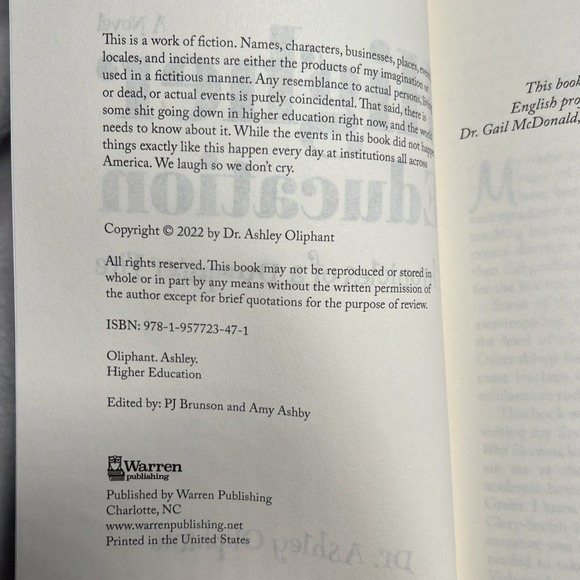 This is a work of fiction. Names, characters, businesses, places, events,
locales, and incidents are either the products of my imagination or
used in a fictitious manner. Any resemblance to actual persons, living
or dead, or actual events is purely coincidental. That said, there is
some shit going down in higher education right now, and the world
needs to know about it. While the events in this book did not happen,
things exactly like this happen every day at institutions all across
America. We laugh so we don't cry.
Copyright © 2022 by Dr. Ashley Oliphant
All rights reserved. This book may not be reproduced or stored in
whole or in part by any means without the written permission of
the author except for brief quotations for the purpose of review.
ISBN: 978-1-957723-47-1
Oliphant. Ashley.
Higher Education
Edited by: PJ Brunson and Amy Ashby
Warren
publishing
Published by Warren Publishing
Charlotte, NC
www.warrenpublishing.net
Printed in the United States
This book
English pro
Dr. Gail McDonald,